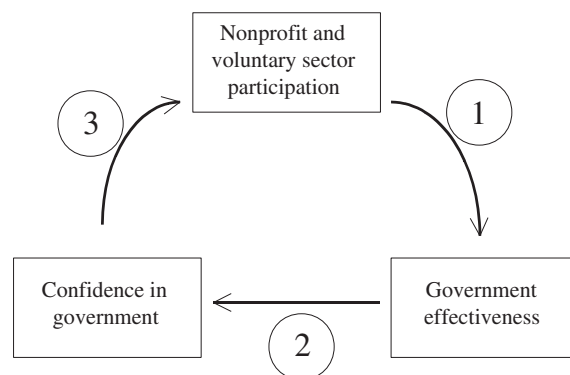 Nonprofit and
voluntary sector
participation
3
1
Confidence in
government
Government
effectiveness
2